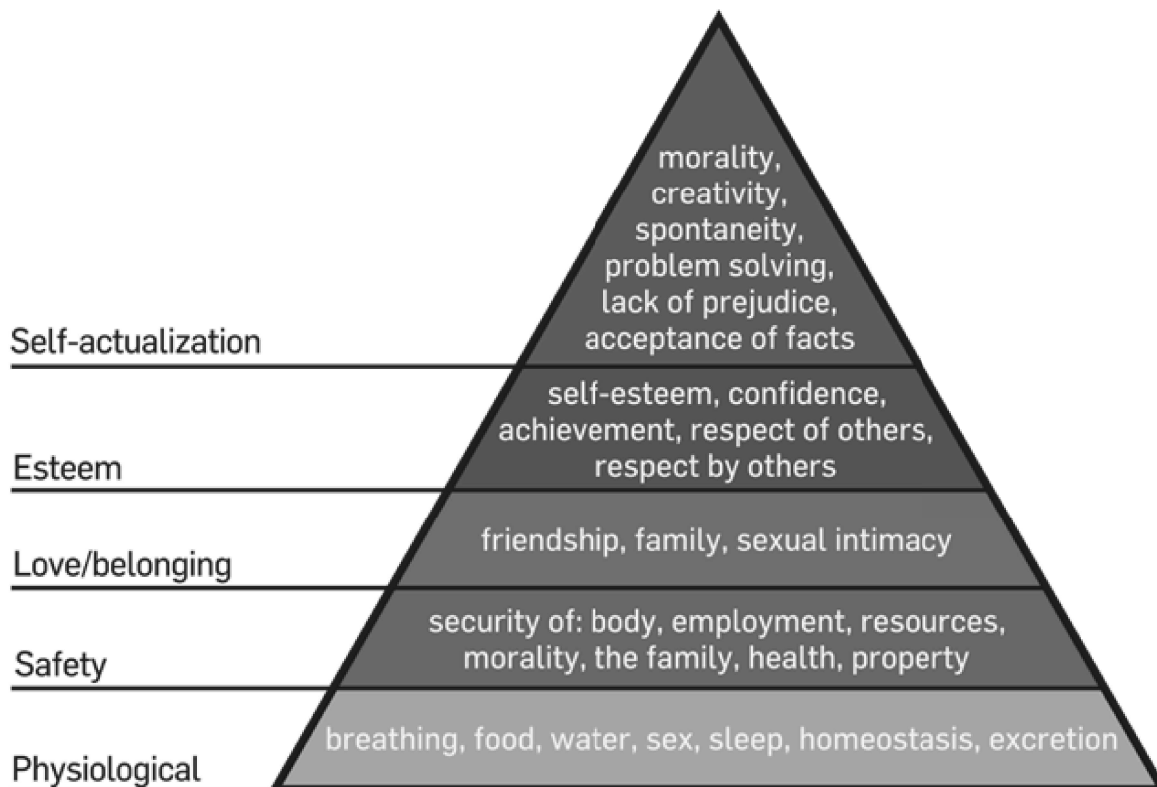 morality,
creativity,
spontaneity,
problem solving,
lack of prejudice,
acceptance of facts
Self-actualization
self-esteem, confidence,
achievement, respect of others,
respect by others
Esteem
friendship, family, sexual intimacy
Love/belonging
security of: body, employment, resources,
morality, the family, health, property
Safety
breathing, food, water, sex, sleep, homeostasis, excretion
Physiological